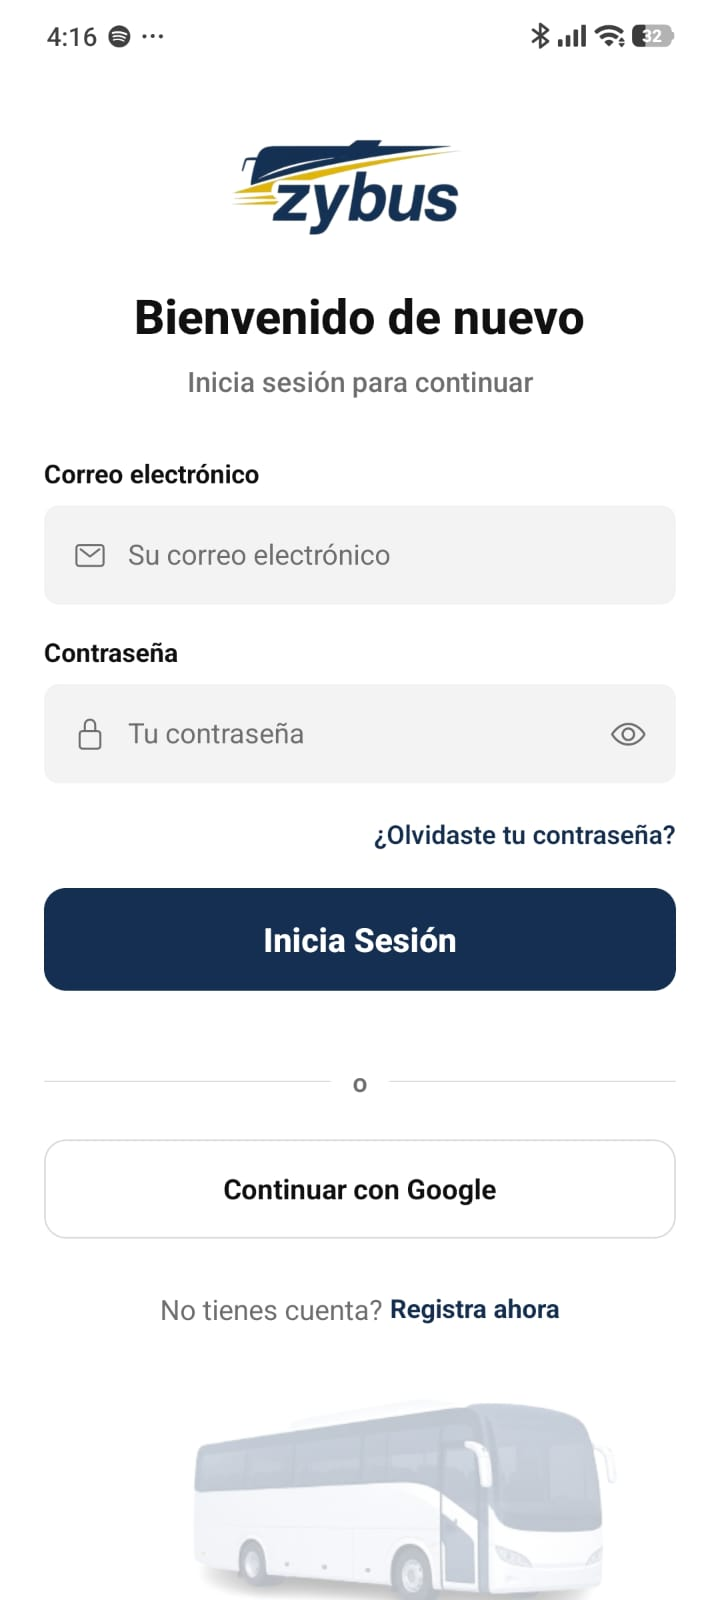 4:16
32
zybus
Bienvenido de nuevo
Inicia sesión para continuar
Correo electrónico
Su correo electrónico
Contraseña
Tu contraseña
¿Olvidaste tu contraseña?
Inicia Sesión
o
Continuar con Google
No tienes cuenta? Registra ahora